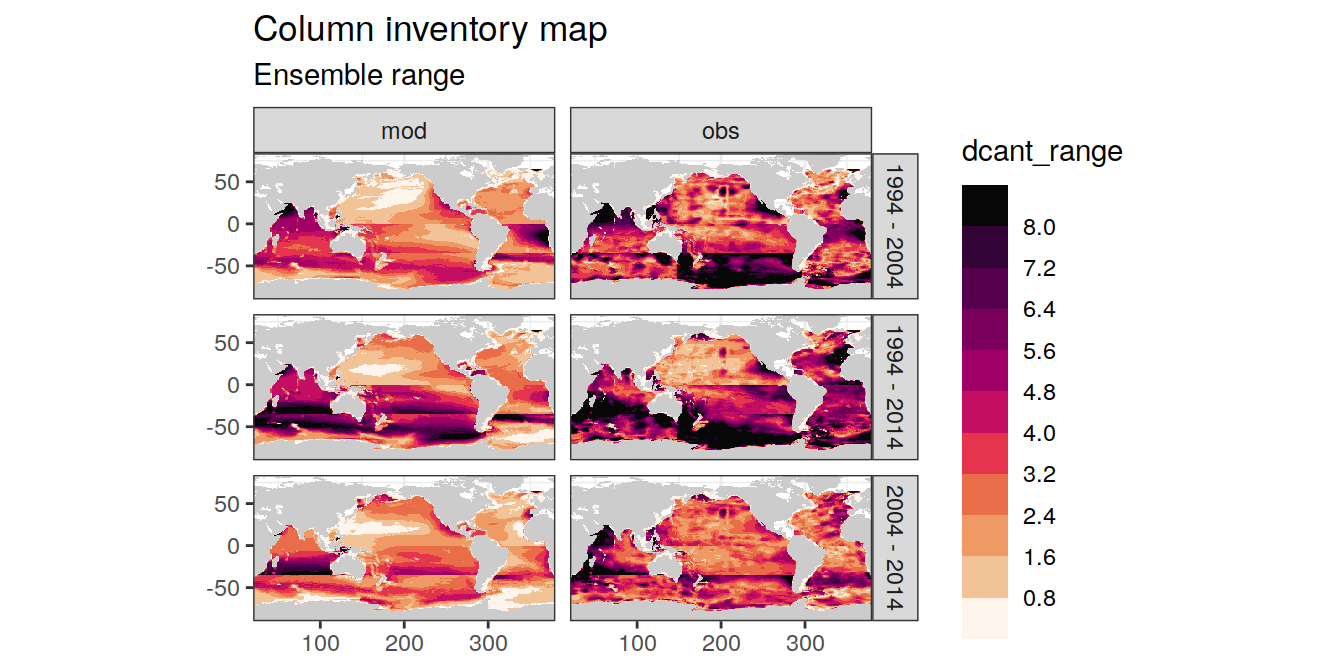 Column inventory map
Ensemble range
mod obs
dcant_range
50
0
-50
1994 - 2004
50
0
-50
1994 - 2014
50
0
-50
2004 - 2014
100 200 300 100 200 300
8.0
7.2
6.4
5.6
4.8
4.0
3.2
2.4
1.6
0.8